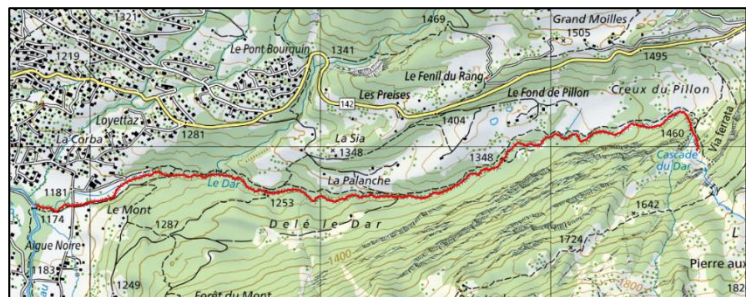 1321
1469
Grand Moilles
1505
1219
Le Pont Bourquin
1341
1495
Le Fenil du Rang
Les Preises
Le Fond de Pillon
Creux du Pillon
142
Loyettaz
1281
1404
Via ferrata
La Corba
La Sia
1348
1348
1460
Cascade
du Dar
1181
Le Dar
La Palanche
1174
Le Mont
1253
1642
1287
Delé le Dar
L
Aigue Noire
1724
1183
1400
Pierre aux
1249
1800
182
Forêt du Mont